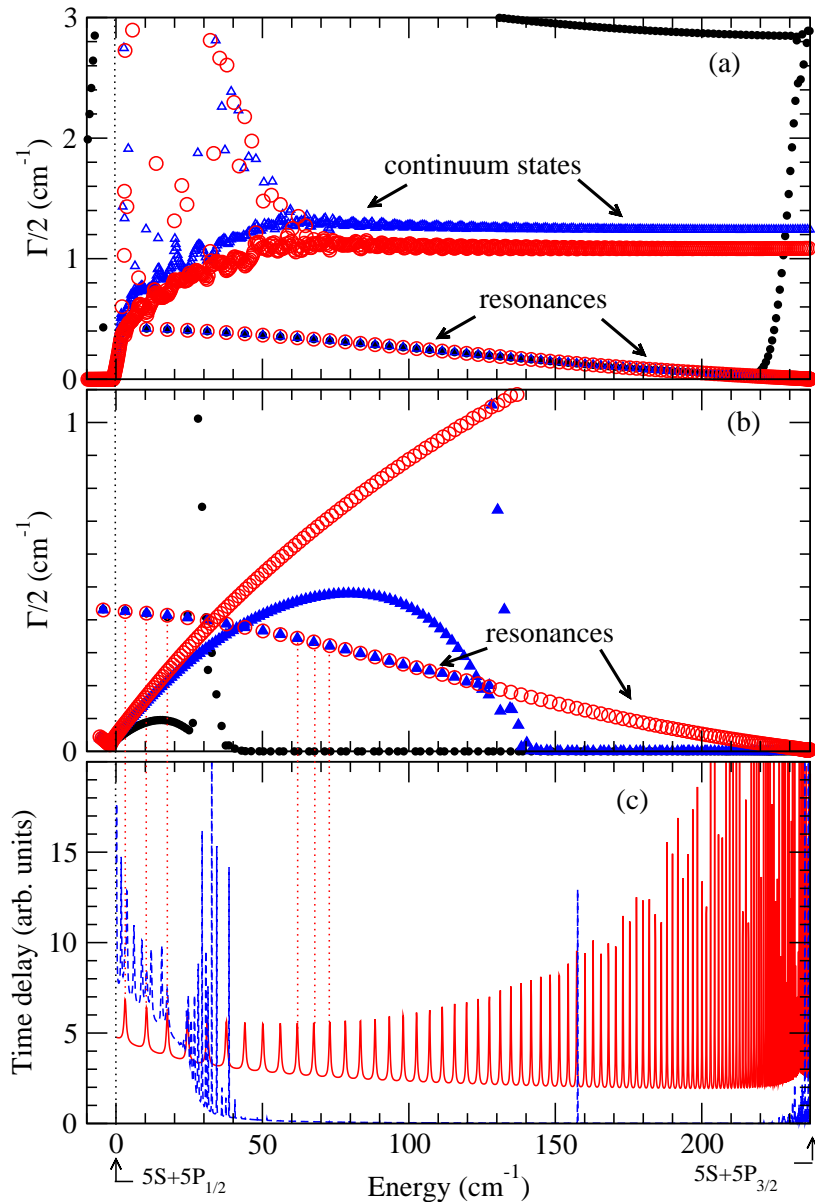 3
(a)
Γ/2 (cm⁻¹)
2
continuum states
1
resonances
0
1
(b)
Γ/2 (cm⁻¹)
resonances
0
(c)
15
Time delay (arb. units)
10
5
0
0 50 100 150 200
5S+5P₁/₂
Energy (cm⁻¹)
5S+5P₃/₂